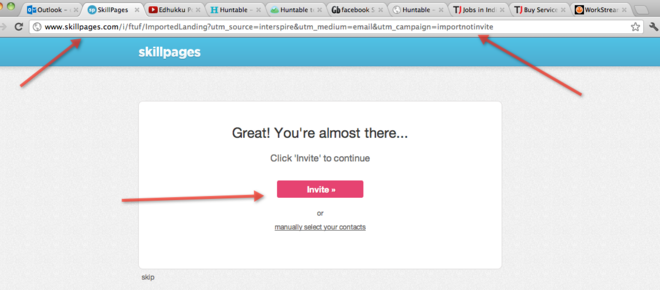 Outlook –
SkillPages
Edhukku P
Huntable –
Huntable to
facebook S
Huntable –
Jobs in Indi
Buy Service
WorkStream
www.skillpages.com/i/ftuf/ImportedLanding?utm_source=interspire&utm_medium=email&utm_campaign=importnotinvite
skillpages
Great! You're almost there...
Click 'Invite' to continue
Invite »
or
manually select your contacts
skip